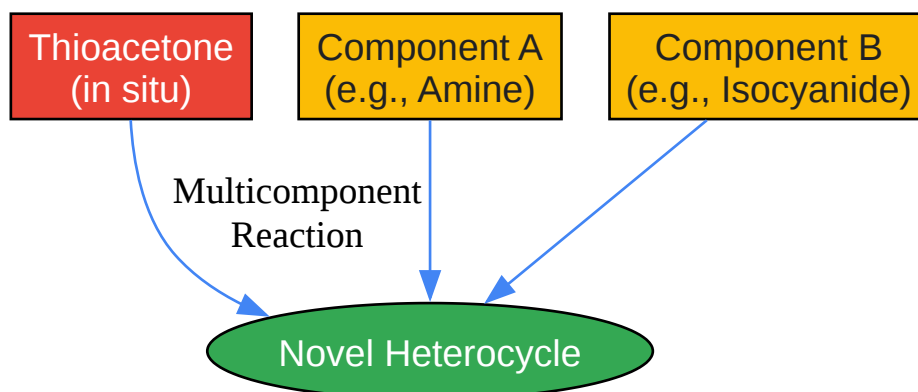 Thioacetone
(in situ)
Component A
(e.g., Amine)
Component B
(e.g., Isocyanide)
Multicomponent
Reaction
Novel Heterocycle